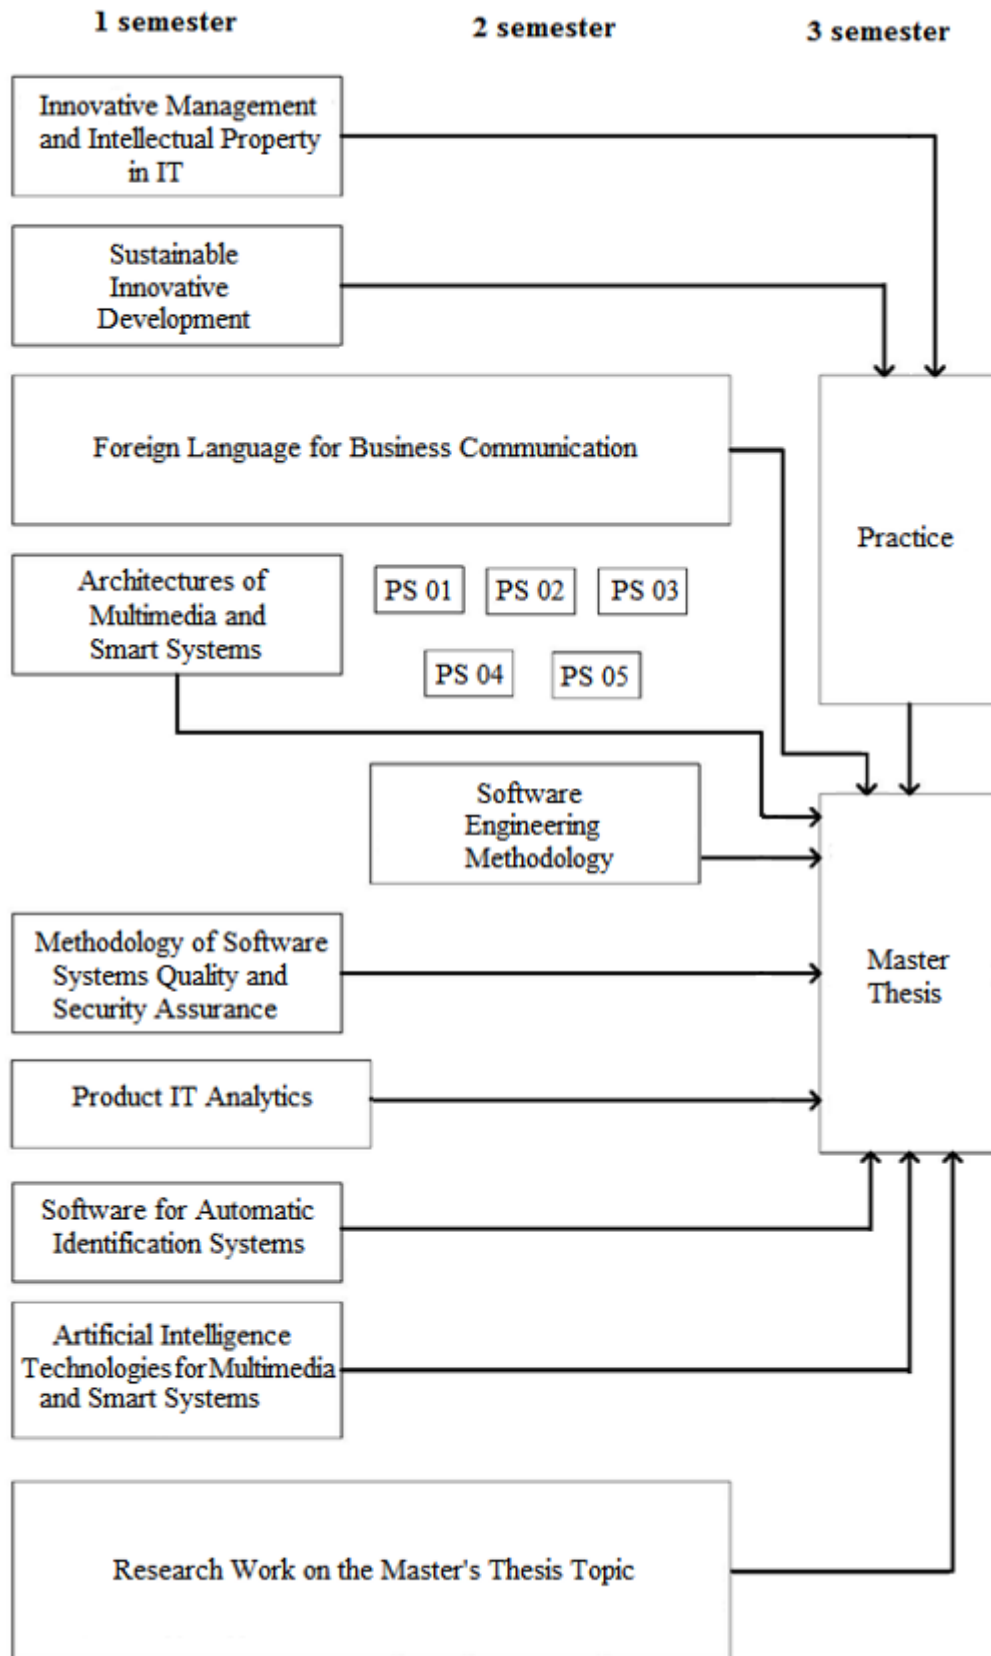 1 semester
2 semester
3 semester
Innovative Management
and Intellectual Property
in IT
Sustainable
Innovative
Development
Foreign Language for Business Communication
Practice
Architectures of
Multimedia and
Smart Systems
PS 01
PS 02
PS 03
PS 04
PS 05
Software
Engineering
Methodology
Methodology of Software
Systems Quality and
Security Assurance
Master
Thesis
Product IT Analytics
Software for Automatic
Identification Systems
Artificial Intelligence
Technologies for Multimedia
and Smart Systems
Research Work on the Master's Thesis Topic